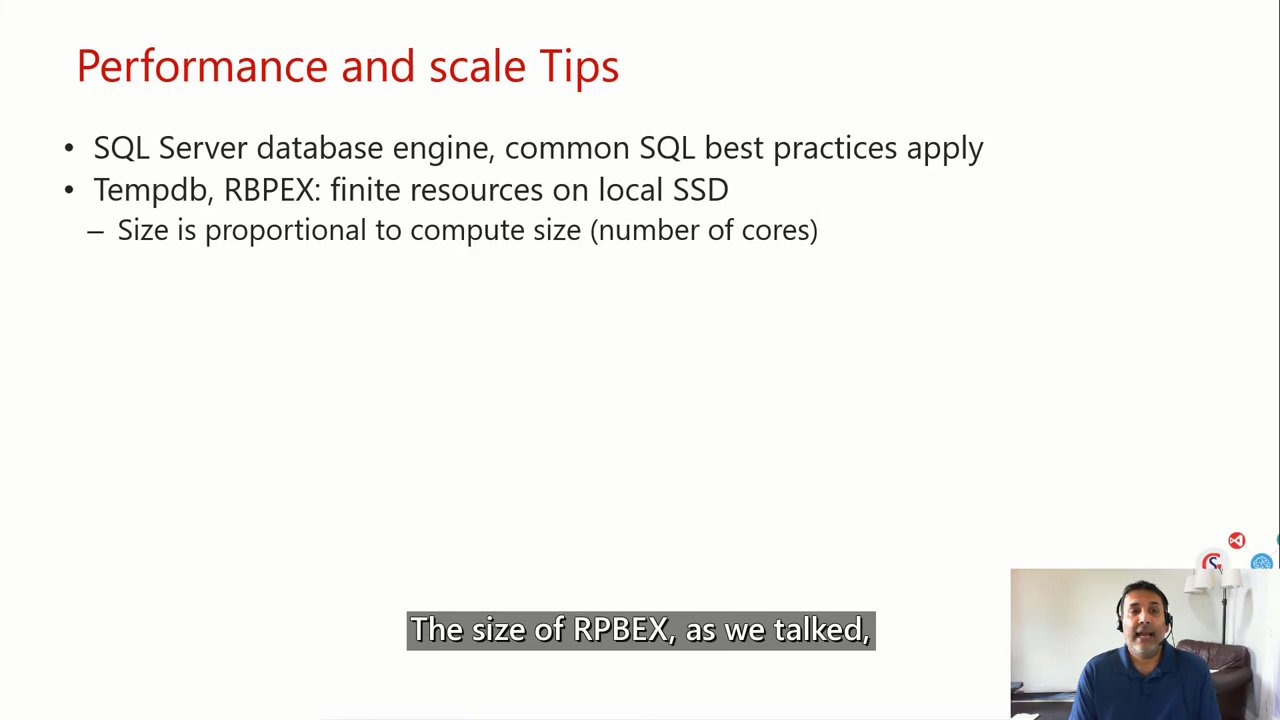 Performance and scale Tips
• SQL Server database engine, common SQL best practices apply
• Tempdb, RBPEX: finite resources on local SSD
– Size is proportional to compute size (number of cores)
The size of RPBEX, as we talked,